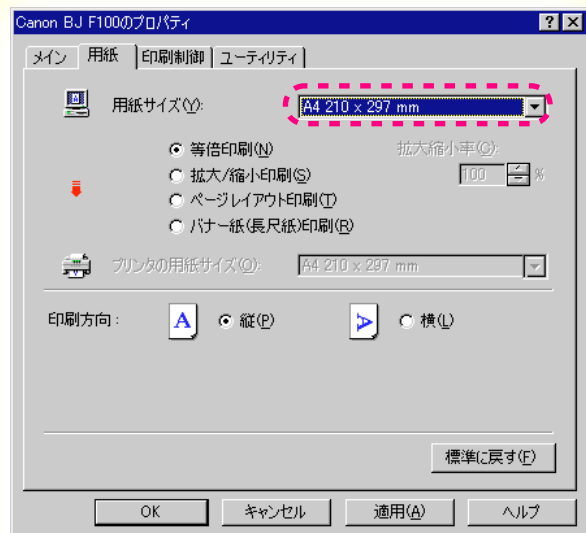 Canon BJ F100のプロパティ
メイン 用紙 印刷制御 ユーティリティ
用紙サイズ(Y): A4 210 x 297 mm
等倍印刷(N) 拡大縮小率(C):
拡大/縮小印刷(S) 100 %
ページレイアウト印刷(T)
バナー紙(長尺紙)印刷(R)
プリンタの用紙サイズ(O): A4 210 x 297 mm
印刷方向: A 縦(P) A 横(L)
標準に戻す(F)
OK キャンセル 適用(A) ヘルプ